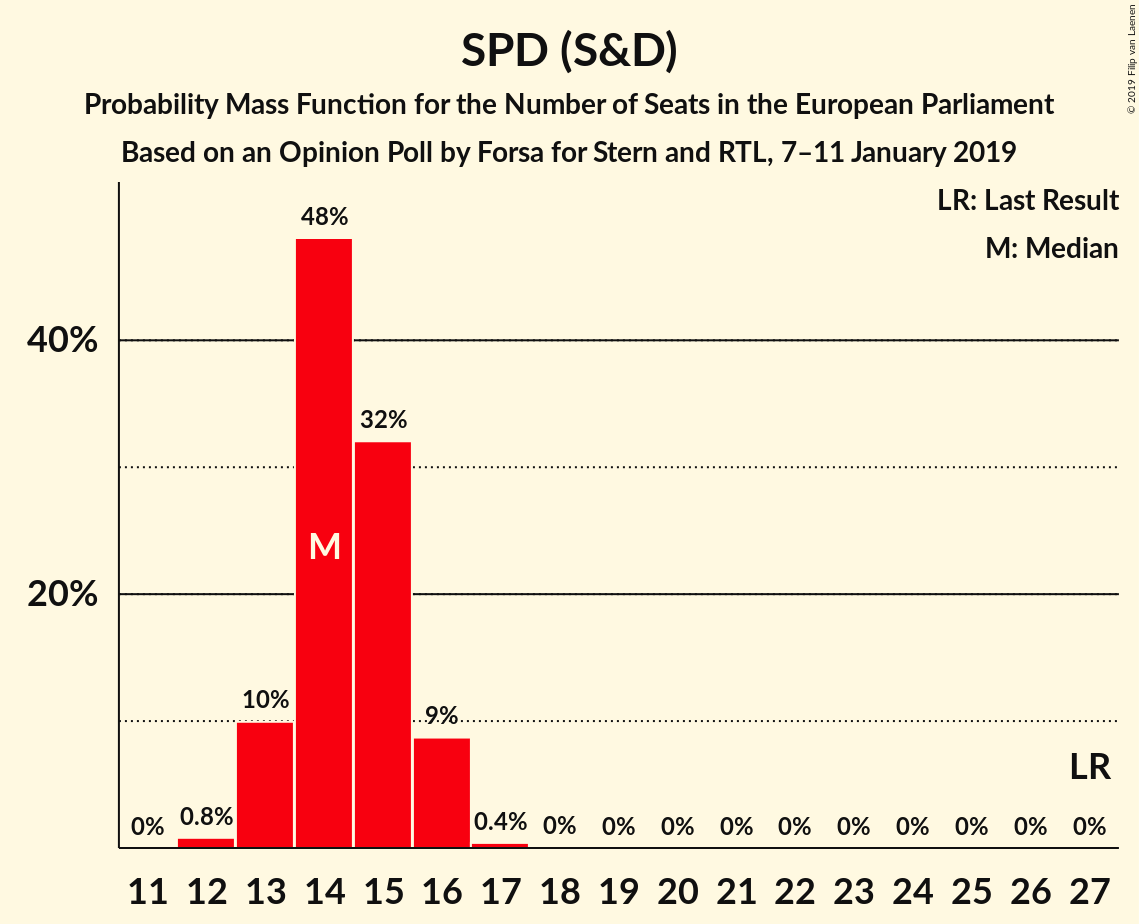 SPD (S&D)
Probability Mass Function for the Number of Seats in the European Parliament
Based on an Opinion Poll by Forsa for Stern and RTL, 7–11 January 2019
© 2019 Filip van Laenen
LR: Last Result
M: Median
40%
20%
0%
0.8%
10%
48%
M
32%
9%
0.4%
0%
0%
0%
0%
0%
0%
0%
0%
0%
0%
LR
11 12 13 14 15 16 17 18 19 20 21 22 23 24 25 26 27